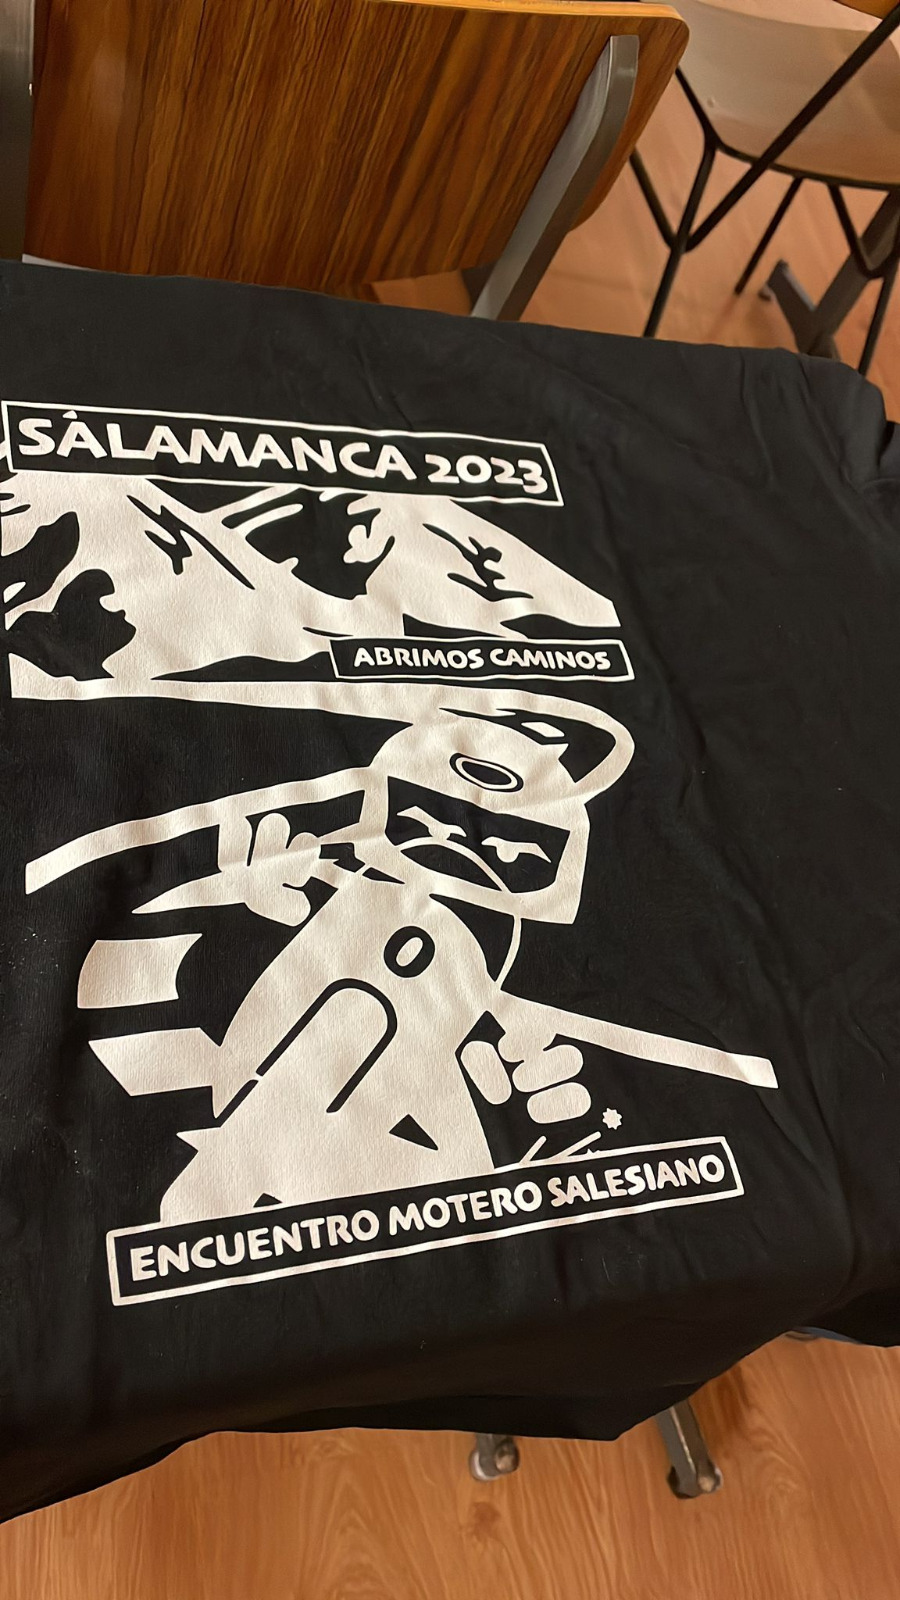 SALAMANCA 2023
ABRIMOS CAMINOS
ENCUENTRO MOTERO SALESIANO